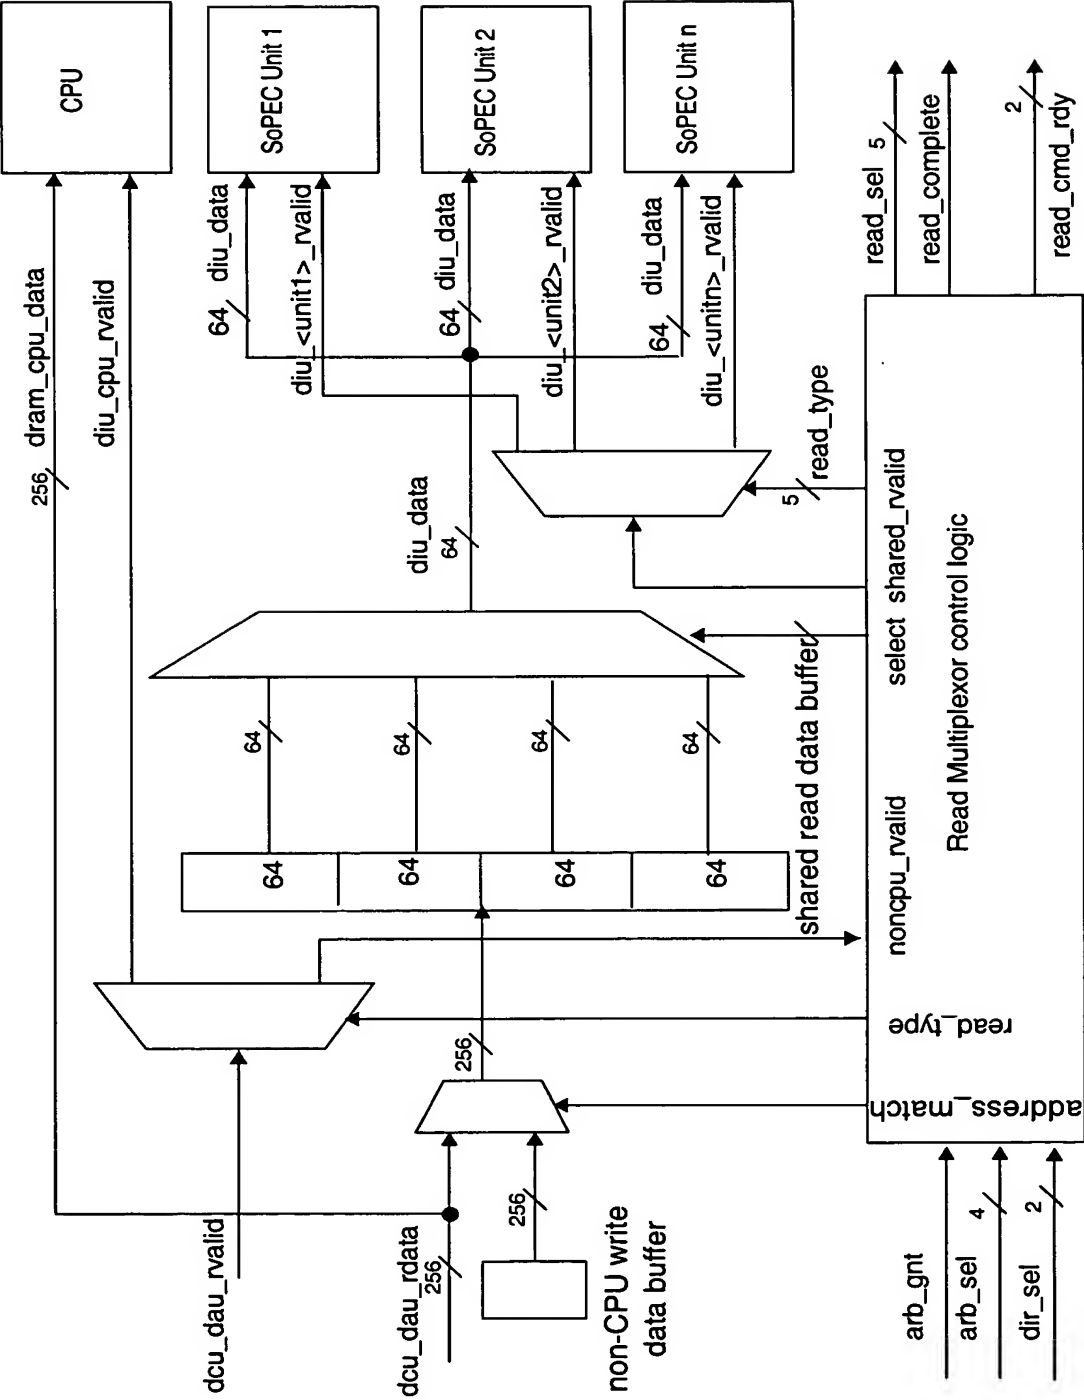 CPU
SoPEC Unit 1
SoPEC Unit 2
SoPEC Unit n
256
dram_cpu_data
diu_cpu_rvalid
64
diu_data
diu_<unit1>_rvalid
64
diu_data
diu_<unit2>_rvalid
64
diu_data
diu_<unitn>_rvalid
5
read_sel
read_complete
2
read_cmd_rdy
diu_data
64
5
read_type
64
64
64
64
64
64
64
64
shared read data buffer
256
dcu_dau_rvalid
dcu_dau_rdata
256
256
non-CPU write
data buffer
address_match
read_type
noncpu_rvalid
select
shared_rvalid
Read Multiplexor control logic
arb_gnt
arb_sel
4
dir_sel
2